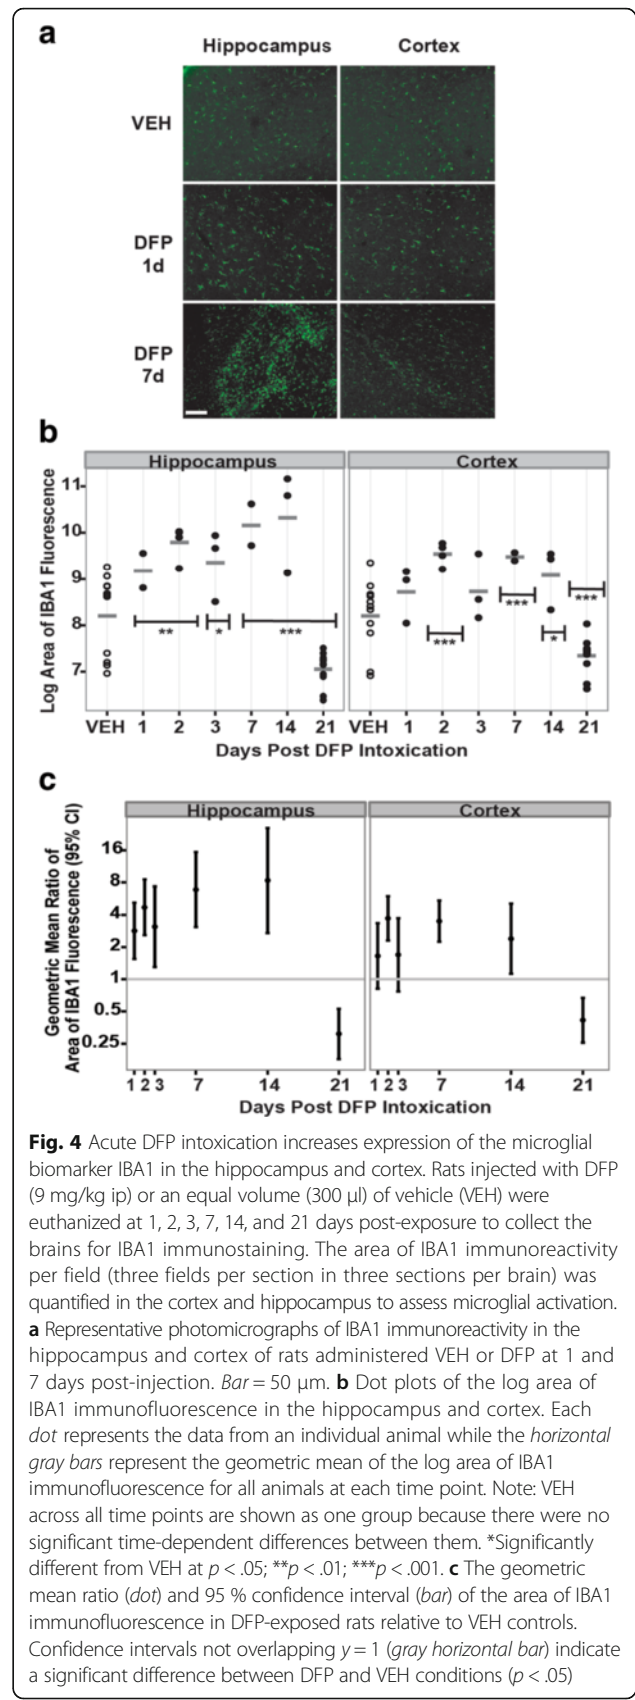 a
Hippocampus Cortex
VEH
DFP
1d
DFP
7d
b
Hippocampus Cortex
Log Area of IBA1 Fluorescence
11
10
9
8
7
** * ***
*** *** * ***
VEH 1 2 3 7 14 21 VEH 1 2 3 7 14 21
Days Post DFP Intoxication
c
Hippocampus Cortex
Geometric Mean Ratio of
Area of IBA1 Fluorescence (95% CI)
16
8
4
2
1
0.5
0.25
1 2 3 7 14 21 1 2 3 7 14 21
Days Post DFP Intoxication
Fig. 4 Acute DFP intoxication increases expression of the microglial
biomarker IBA1 in the hippocampus and cortex. Rats injected with DFP
(9 mg/kg ip) or an equal volume (300 μl) of vehicle (VEH) were
euthanized at 1, 2, 3, 7, 14, and 21 days post-exposure to collect the
brains for IBA1 immunostaining. The area of IBA1 immunoreactivity
per field (three fields per section in three sections per brain) was
quantified in the cortex and hippocampus to assess microglial activation.
a Representative photomicrographs of IBA1 immunoreactivity in the
hippocampus and cortex of rats administered VEH or DFP at 1 and
7 days post-injection. Bar = 50 μm. b Dot plots of the log area of
IBA1 immunofluorescence in the hippocampus and cortex. Each
dot represents the data from an individual animal while the horizontal
gray bars represent the geometric mean of the log area of IBA1
immunofluorescence for all animals at each time point. Note: VEH
across all time points are shown as one group because there were no
significant time-dependent differences between them. *Significantly
different from VEH at p < .05; **p < .01; ***p < .001. c The geometric
mean ratio (dot) and 95 % confidence interval (bar) of the area of IBA1
immunofluorescence in DFP-exposed rats relative to VEH controls.
Confidence intervals not overlapping y = 1 (gray horizontal bar) indicate
a significant difference between DFP and VEH conditions (p < .05)